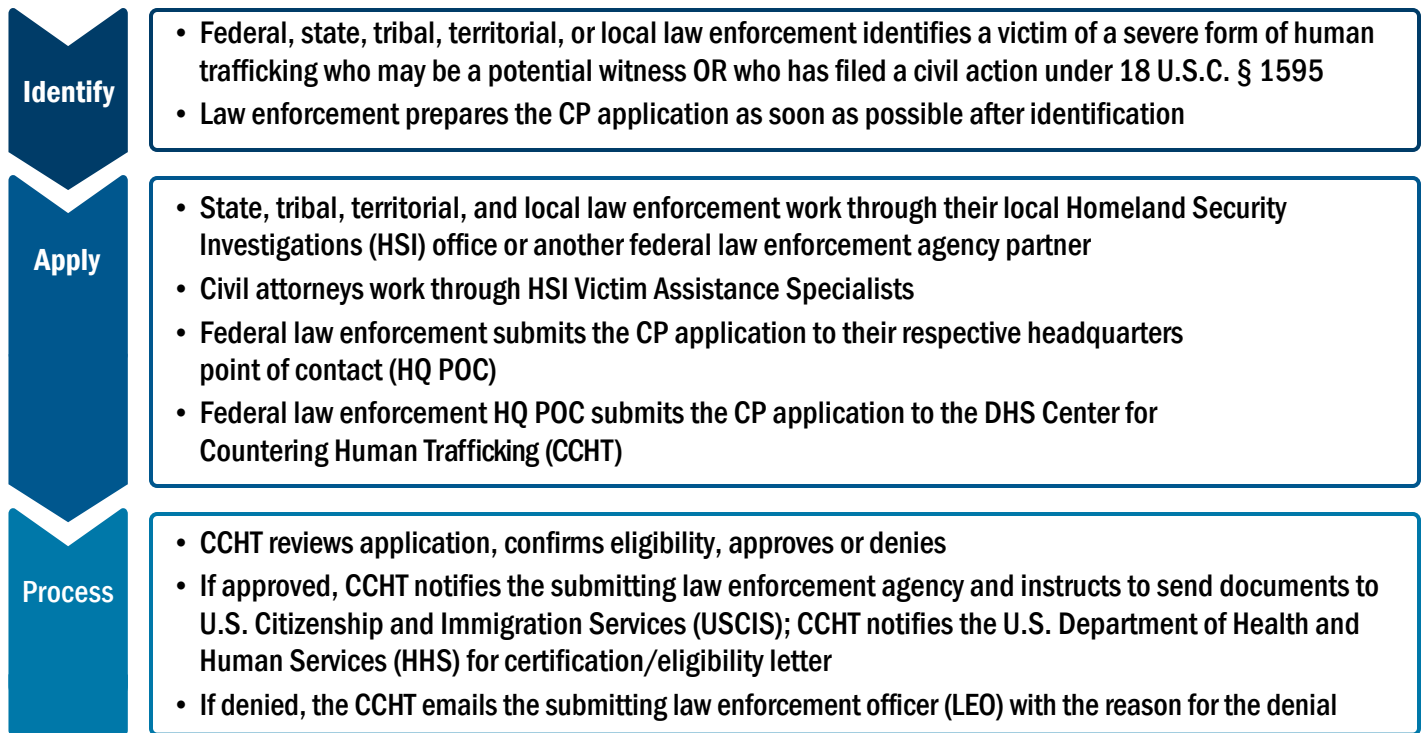 Identify
• Federal, state, tribal, territorial, or local law enforcement identifies a victim of a severe form of human
trafficking who may be a potential witness OR who has filed a civil action under 18 U.S.C. § 1595
• Law enforcement prepares the CP application as soon as possible after identification
Apply
• State, tribal, territorial, and local law enforcement work through their local Homeland Security
Investigations (HSI) office or another federal law enforcement agency partner
• Civil attorneys work through HSI Victim Assistance Specialists
• Federal law enforcement submits the CP application to their respective headquarters
point of contact (HQ POC)
• Federal law enforcement HQ POC submits the CP application to the DHS Center for
Countering Human Trafficking (CCHT)
Process
• CCHT reviews application, confirms eligibility, approves or denies
• If approved, CCHT notifies the submitting law enforcement agency and instructs to send documents to
U.S. Citizenship and Immigration Services (USCIS); CCHT notifies the U.S. Department of Health and
Human Services (HHS) for certification/eligibility letter
• If denied, the CCHT emails the submitting law enforcement officer (LEO) with the reason for the denial